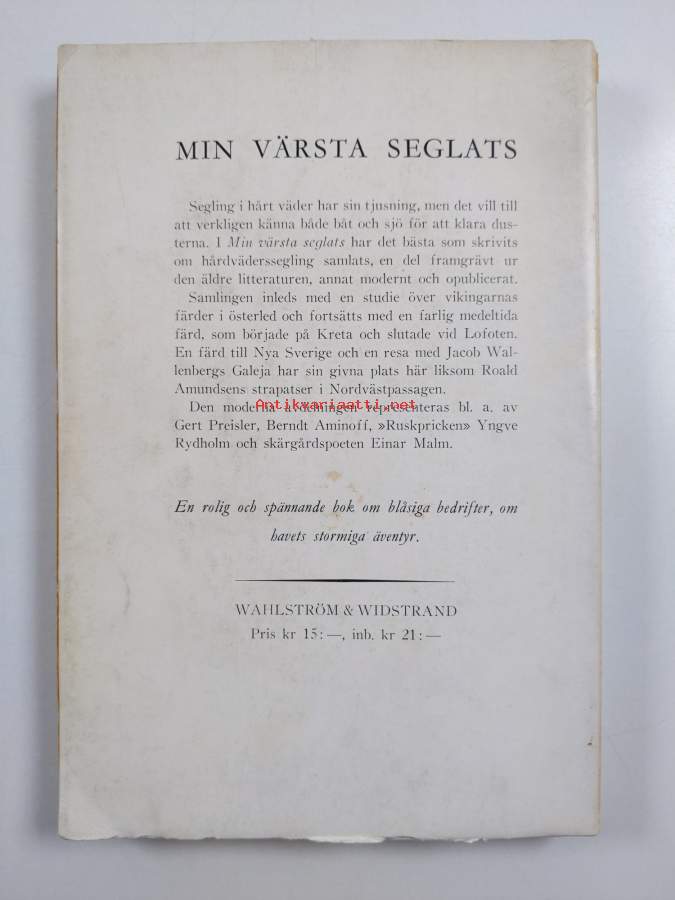 MIN VÄRSTA SEGLATS
Segling i hårt väder har sin tjusning, men det vill till
att verkligen känna både båt och sjö för att klara dus-
terna. I Min värsta seglats har det bästa som skrivits
om hårdväderssegling samlats, en del framgrävt ur
den äldre litteraturen, annat modernt och opublicerat.
Samlingen inleds med en studie över vikingarnas
färder i österled och fortsätts med en farlig medeltida
färd, som började på Kreta och slutade vid Lofoten.
En färd till Nya Sverige och en resa med Jacob Wal-
lenbergs Galeja har sin givna plats här liksom Roald
Amundsens strapatser i Nordvästpassagen.
Antikvariaatti.net
Den moderna avdelningen representeras bl. a. av
Gert Preisler, Berndt Aminoff, »Ruskpricken» Yngve
Rydholm och skärgårdspoeten Einar Malm.
En rolig och spännande bok om blåsiga bedrifter, om
havets stormiga äventyr.
WAHLSTRÖM & WIDSTRAND
Pris kr 15:—, inb. kr 21:—